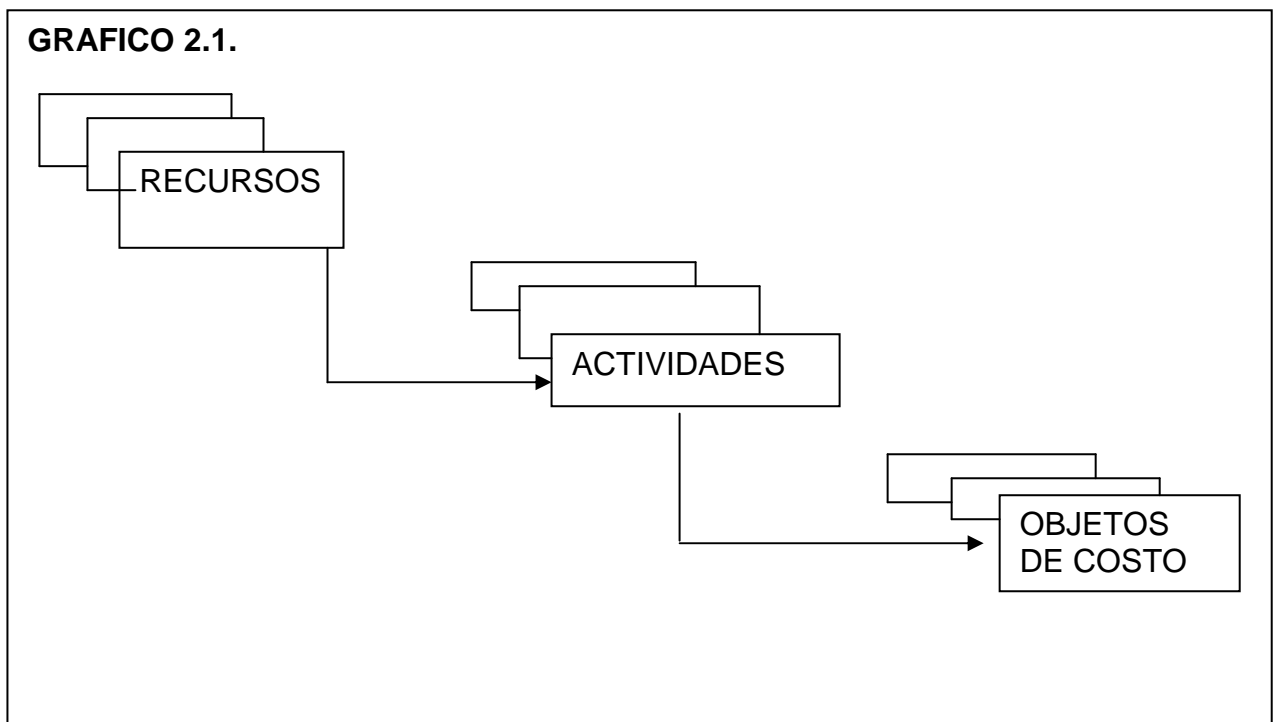 GRAFICO 2.1.
RECURSOS
ACTIVIDADES
OBJETOS
DE COSTO